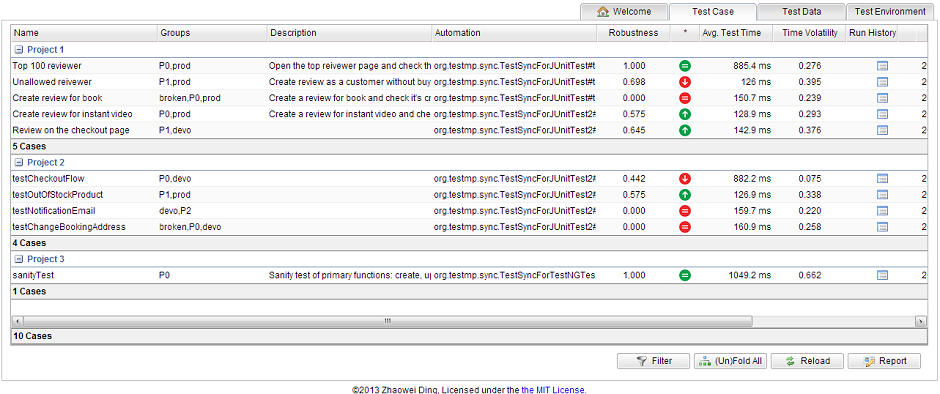 Welcome Test Case Test Data Test Environment
Name Groups Description Automation Robustness * Avg. Test Time Time Volatility Run History
Project 1
Top 100 reviewer P0,prod Open the top reivewer page and check th org.testmp.sync.TestSyncForJUnitTest#t 1.000 885.4 ms 0.276 2
Unallowed reivewer P1,prod Create review as a customer without buy org.testmp.sync.TestSyncForJUnitTest#t 0.698 126 ms 0.395 2
Create review for book broken,P0,prod Create a review for book and check it's cr org.testmp.sync.TestSyncForJUnitTest#t 0.000 150.7 ms 0.239 2
Create review for instant video P0,prod Create a review for instant video and che org.testmp.sync.TestSyncForJUnitTest#t 0.575 128.9 ms 0.293 2
Review on the checkout page P1,devo org.testmp.sync.TestSyncForJUnitTest2# 0.645 142.9 ms 0.376 2
5 Cases
Project 2
testCheckoutFlow P0,devo org.testmp.sync.TestSyncForJUnitTest2# 0.442 882.2 ms 0.075 2
testOutOfStockProduct P1,prod org.testmp.sync.TestSyncForJUnitTest2# 0.575 126.9 ms 0.338 2
testNotificationEmail devo,P2 org.testmp.sync.TestSyncForJUnitTest2# 0.000 159.7 ms 0.220 2
testChangeBookingAddress broken,P0,devo org.testmp.sync.TestSyncForJUnitTest2# 0.000 160.9 ms 0.258 2
4 Cases
Project 3
sanityTest P0 Sanity test of primary functions: create, up org.testmp.sync.TestSyncForTestNGTes 1.000 1049.2 ms 0.662 2
1 Cases
10 Cases
Filter (Un)Fold All Reload Report
©2013 Zhaowei Ding, Licensed under the the MIT License.